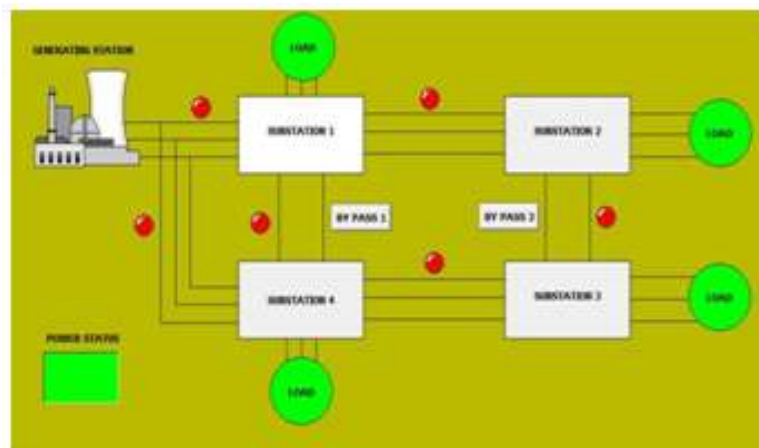 GENERATING STATION
LOAD
SUBSTATION 1
SUBSTATION 2
LOAD
BY PASS 1
BY PASS 2
SUBSTATION 4
SUBSTATION 3
LOAD
POWER STATUS
LOAD